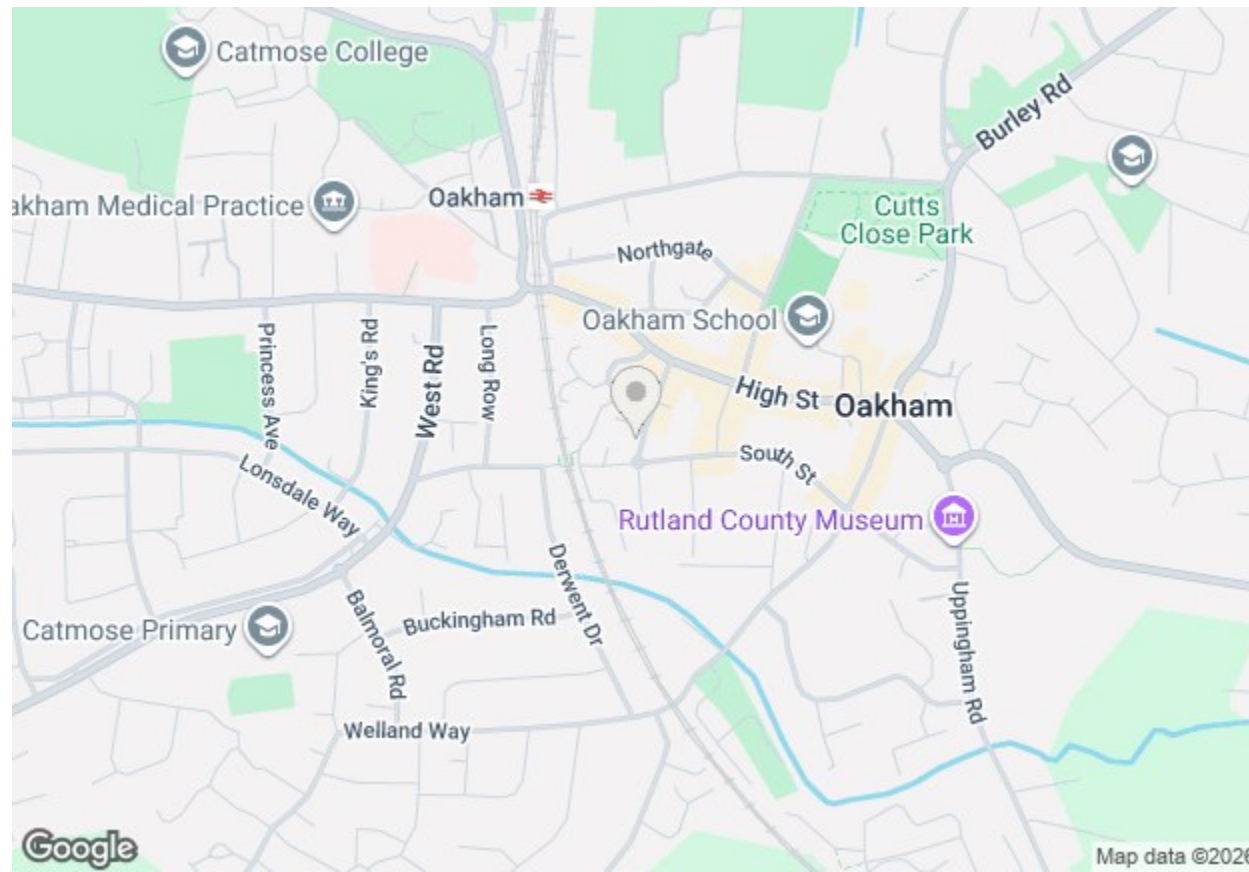 Catmose College
Burley Rd
Oakham
akham Medical Practice
Cutts
Close Park
Northgate
Oakham School
Princess Ave
King's Rd
West Rd
Long Row
High St
Oakham
South St
Lonsdale Way
Rutland County Museum
Derwent Dr
Catmose Primary
Balmoral Rd
Buckingham Rd
Uppingham Rd
Welland Way
Google
Map data ©2026